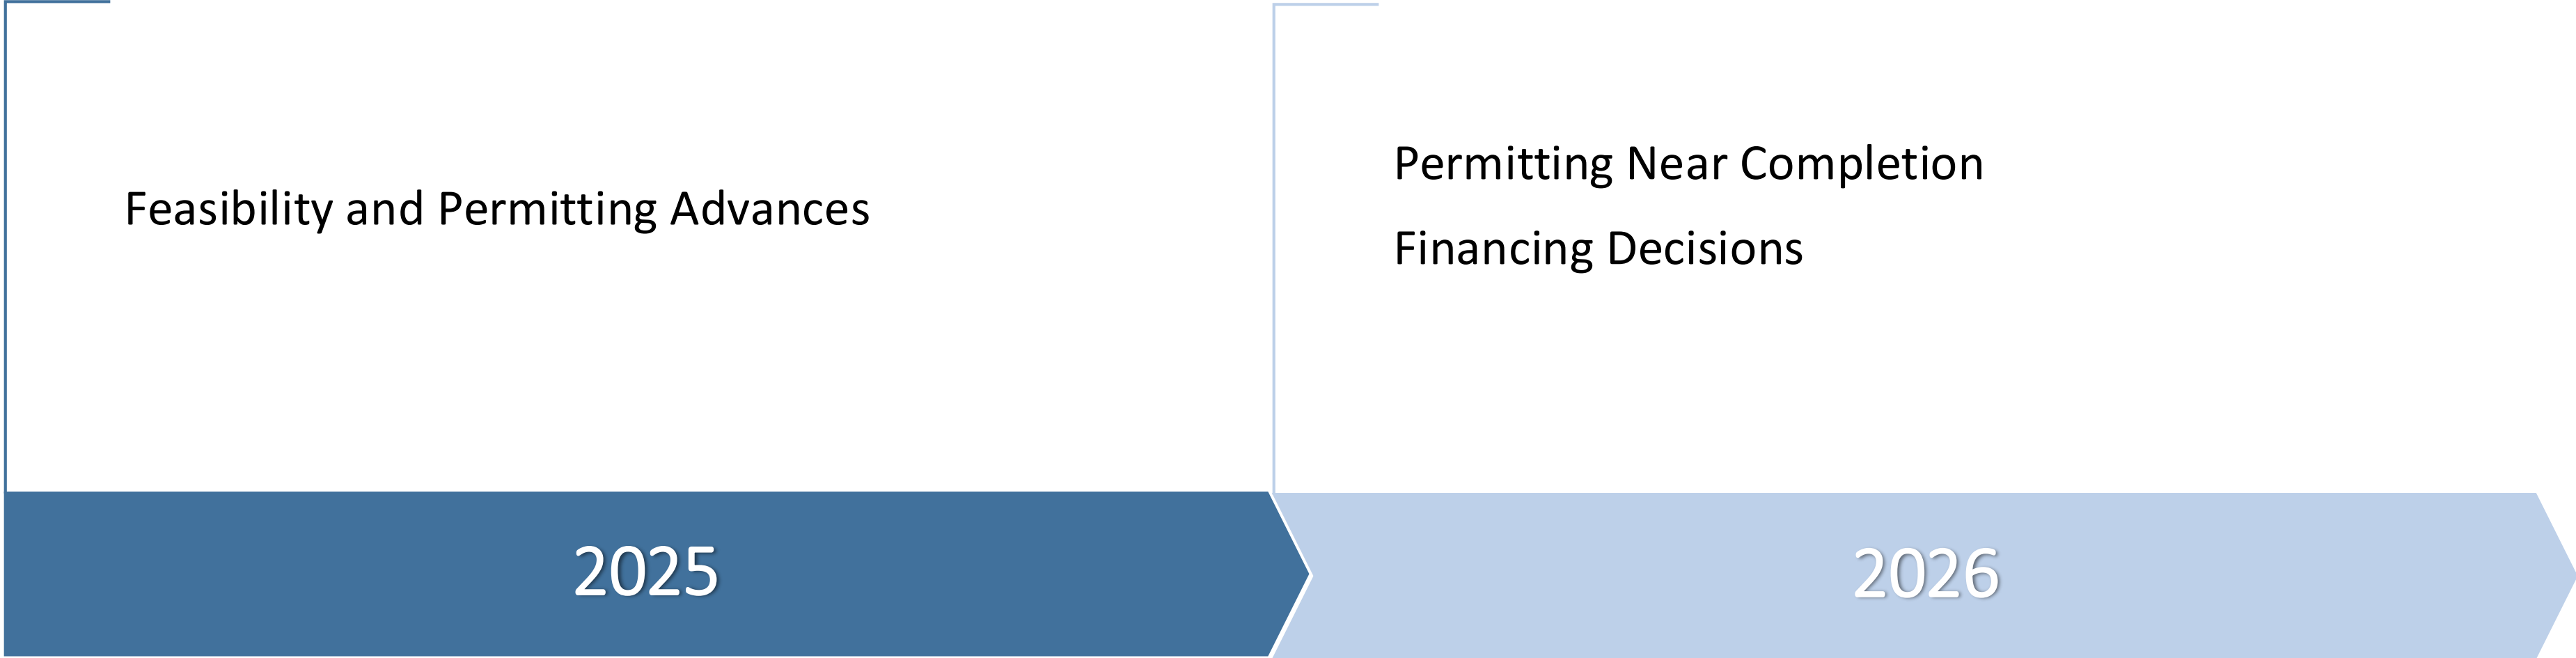 Feasibility and Permitting Advances
Permitting Near Completion
Financing Decisions
2025
2026